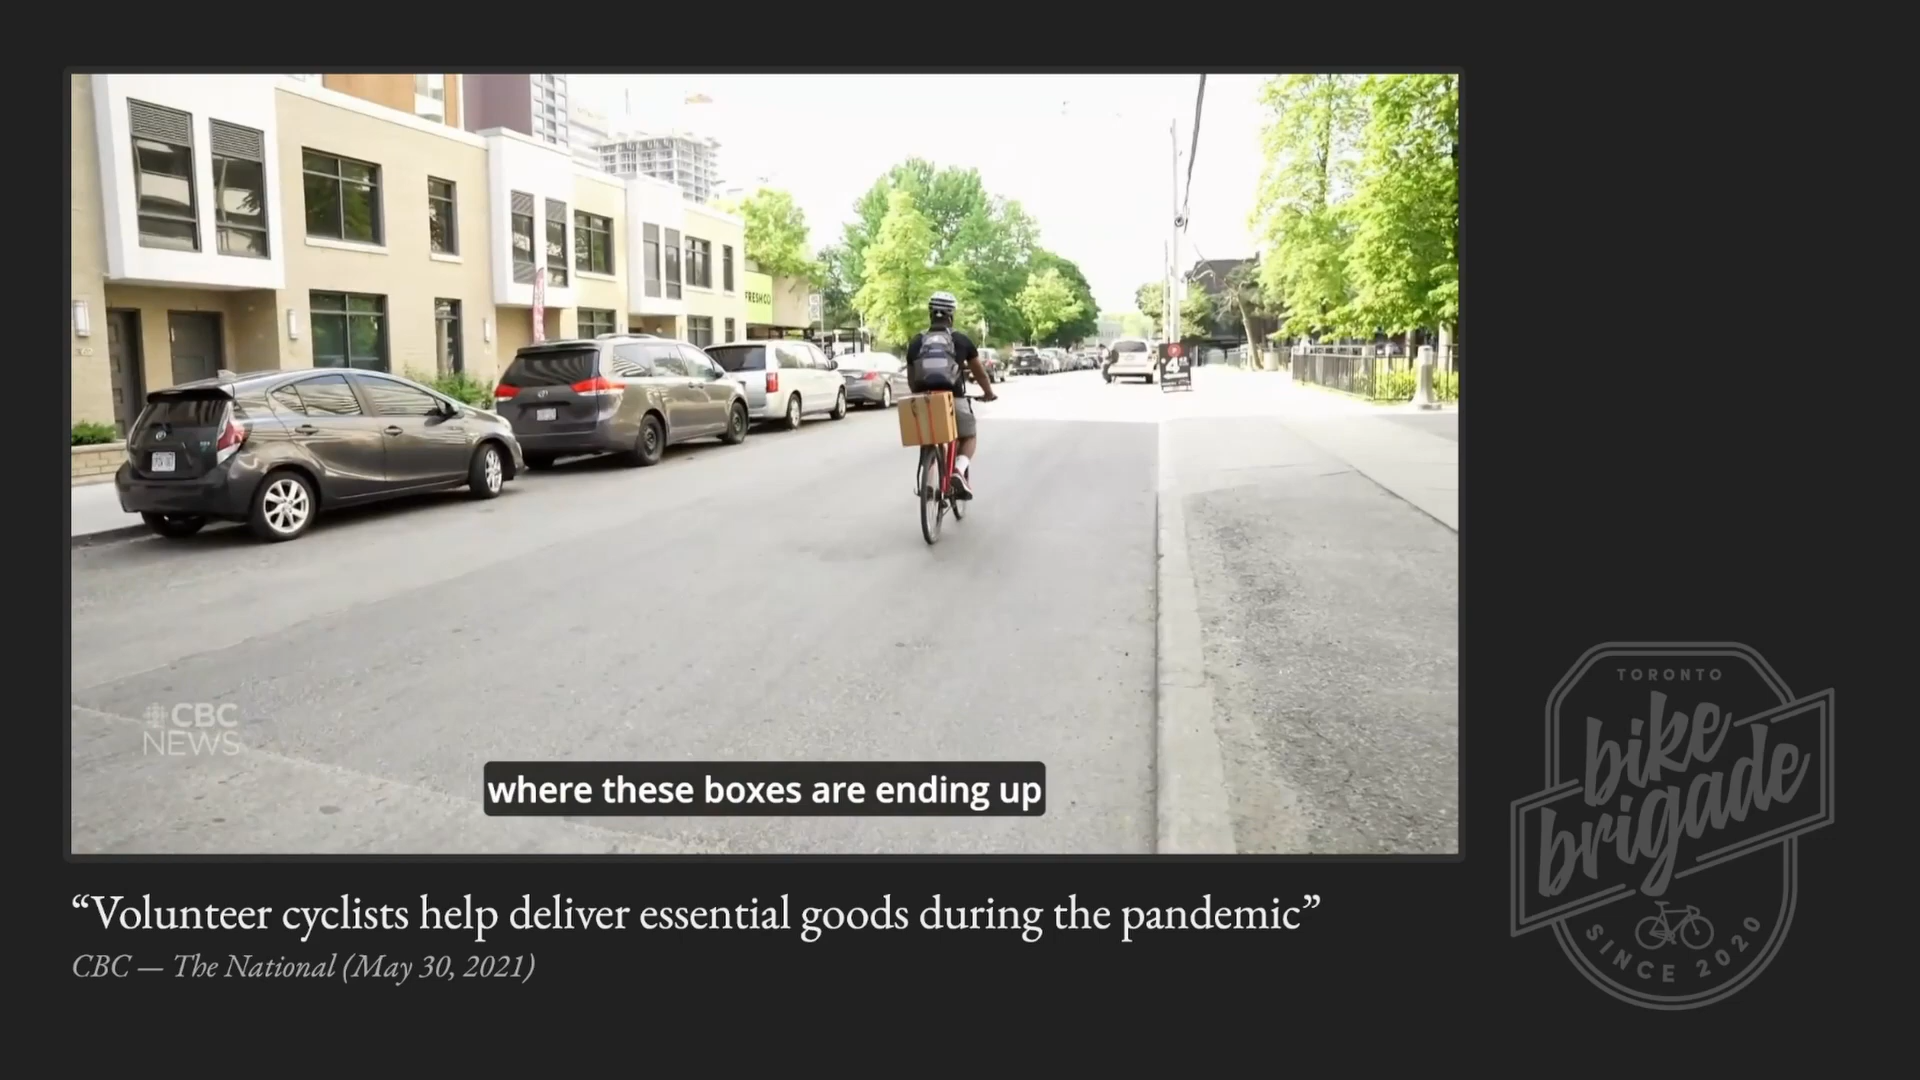 FRESHCO
CBC
NEWS
where these boxes are ending up
“Volunteer cyclists help deliver essential goods during the pandemic”
CBC — The National (May 30, 2021)
TORONTO
bike
brigade
SINCE 2020